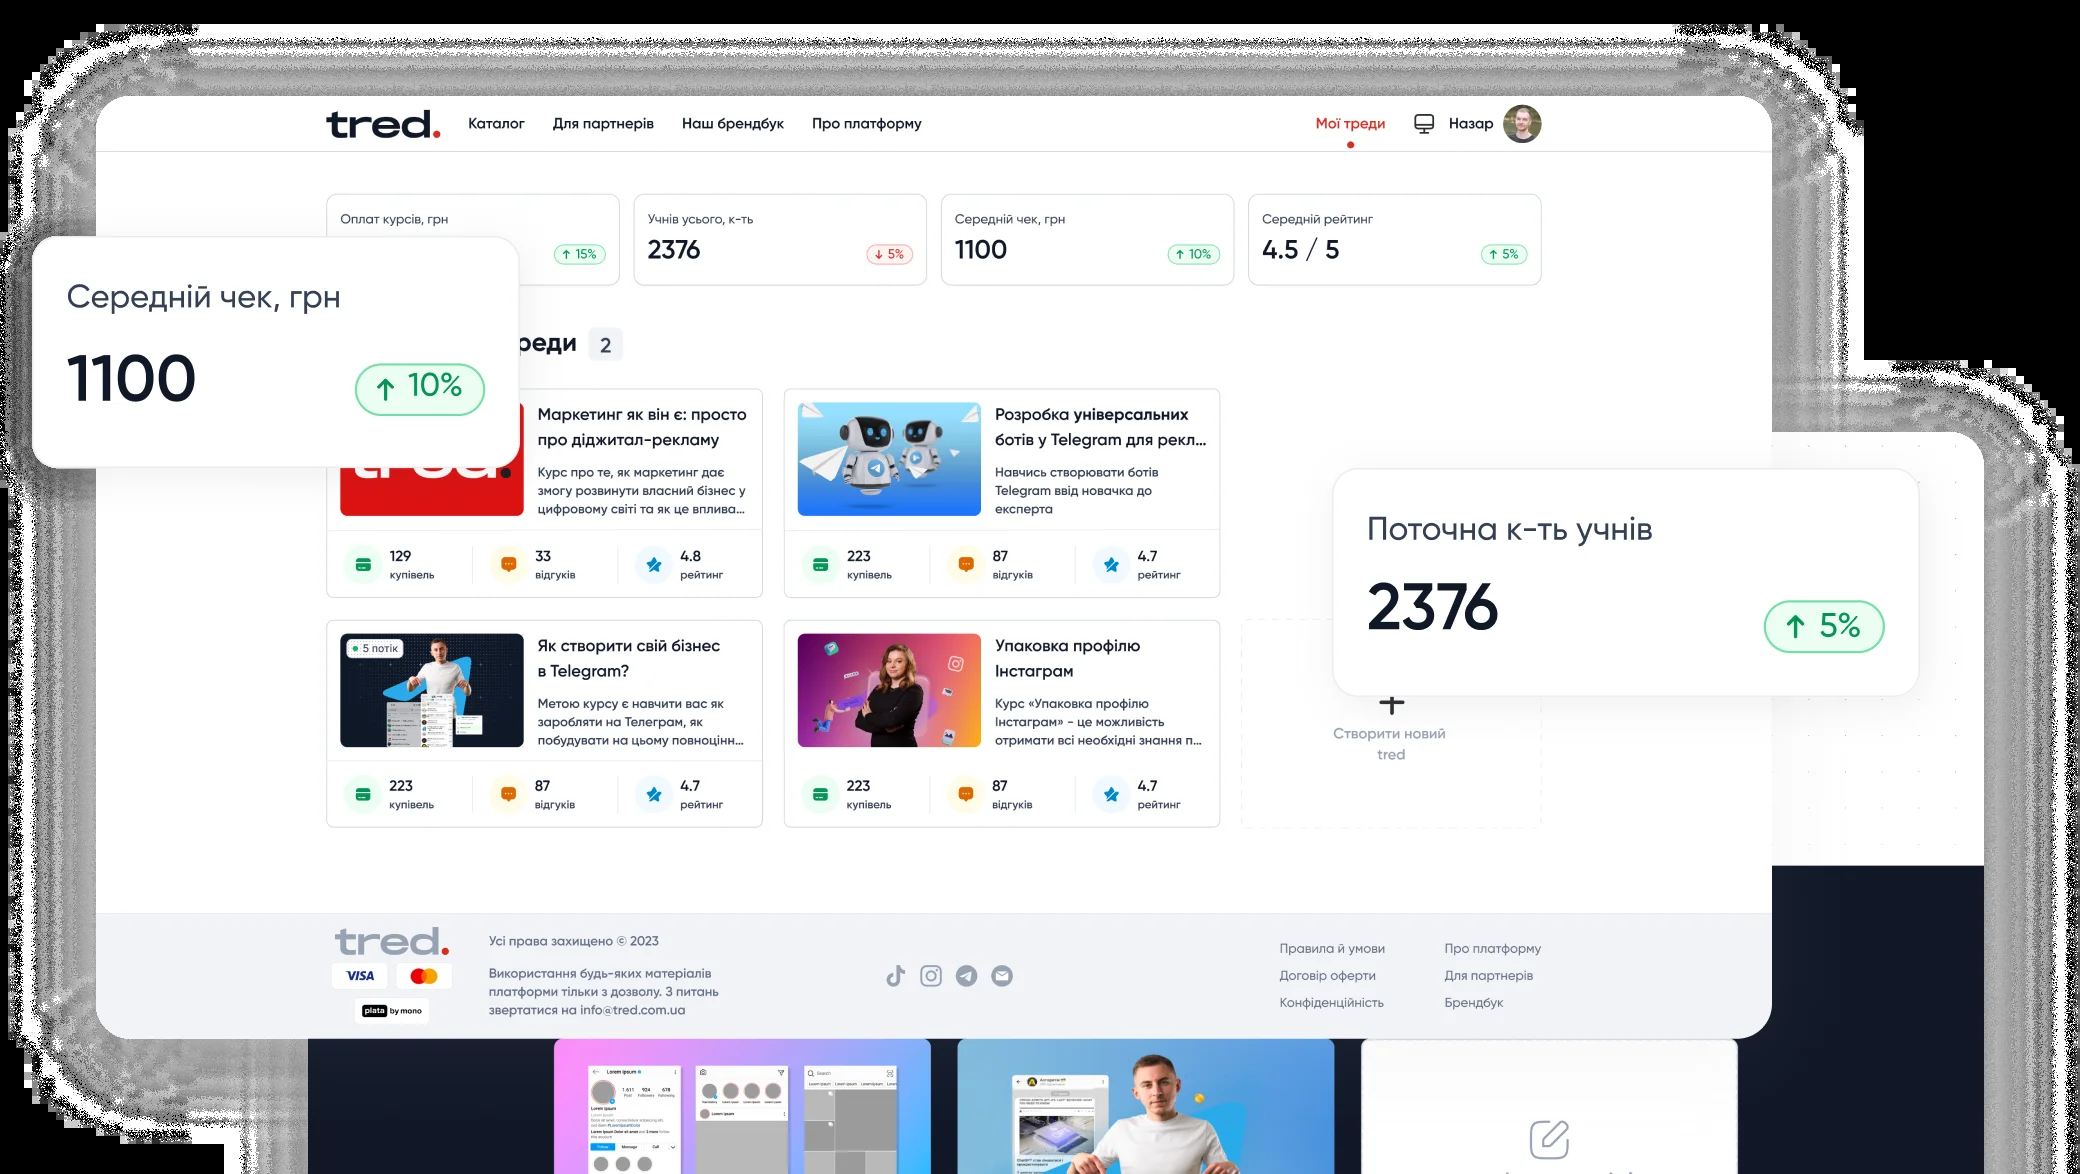 tred.
Каталог
Для партнерів
Наш брендбук
Про платформу
Мої треди
Назар
Оплат курсів, грн
↑ 15%
Учнів усього, к-ть
2376
↓ 5%
Середній чек, грн
1100
↑ 10%
Середній рейтинг
4.5 / 5
↑ 5%
Середній чек, грн
1100
↑ 10%
реди 2
Маркетинг як він є: просто
про діджитал-рекламу
Курс про те, як маркетинг дає
змогу розвинути власний бізнес у
цифровому світі та як це вплива...
129
купівель
33
відгуків
4.8
рейтинг
Розробка універсальних
ботів у Telegram для рекл...
Навчись створювати ботів
Telegram ввід новачка до
експерта
223
купівель
87
відгуків
4.7
рейтинг
Поточна к-ть учнів
2376
↑ 5%
5 потік
Як створити свій бізнес
в Telegram?
Метою курсу є навчити вас як
заробляти на Телеграм, як
побудувати на цьому повноцінн...
223
купівель
87
відгуків
4.7
рейтинг
Упаковка профілю
Інстаграм
Курс «Упаковка профілю
Інстаграм» - це можливість
отримати всі необхідні знання п...
223
купівель
87
відгуків
4.7
рейтинг
+
Створити новий
tred
tred.
VISA
plata by mono
Усі права захищено © 2023
Використання будь-яких матеріалів
платформи тільки з дозволу. З питань
звертатися на info@tred.com.ua
Правила й умови
Договір оферти
Конфіденційність
Про платформу
Для партнерів
Брендбук
Lorem ipsum
1.611 924 678
Search